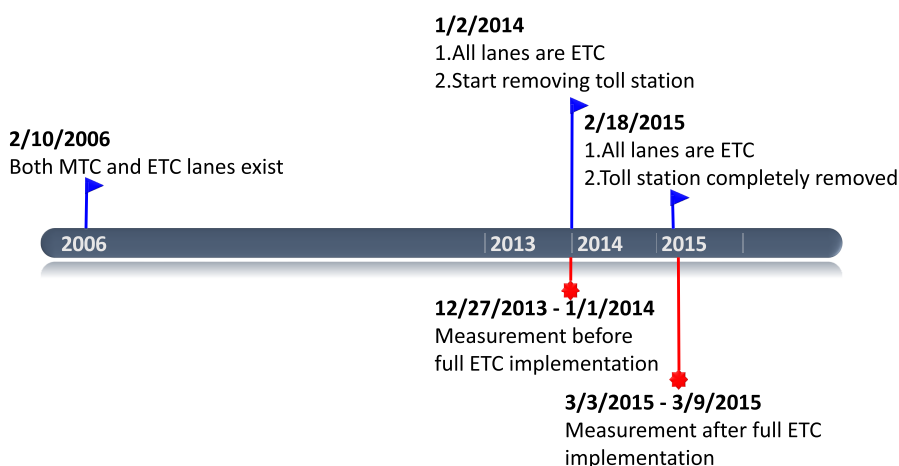 1/2/2014
1.All lanes are ETC
2.Start removing toll station
2/18/2015
1.All lanes are ETC
2.Toll station completely removed
2/10/2006
Both MTC and ETC lanes exist
2006
2013
2014
2015
12/27/2013 - 1/1/2014
Measurement before
full ETC implementation
3/3/2015 - 3/9/2015
Measurement after full ETC
implementation